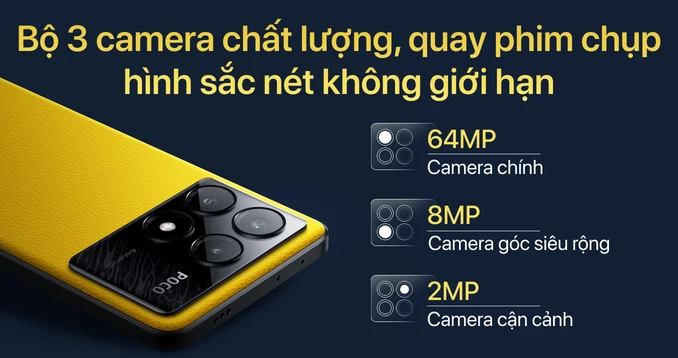 Bộ 3 camera chất lượng, quay phim chụp
hình sắc nét không giới hạn
64MP
Camera chính
8MP
Camera góc siêu rộng
2MP
Camera cận cảnh
POCO